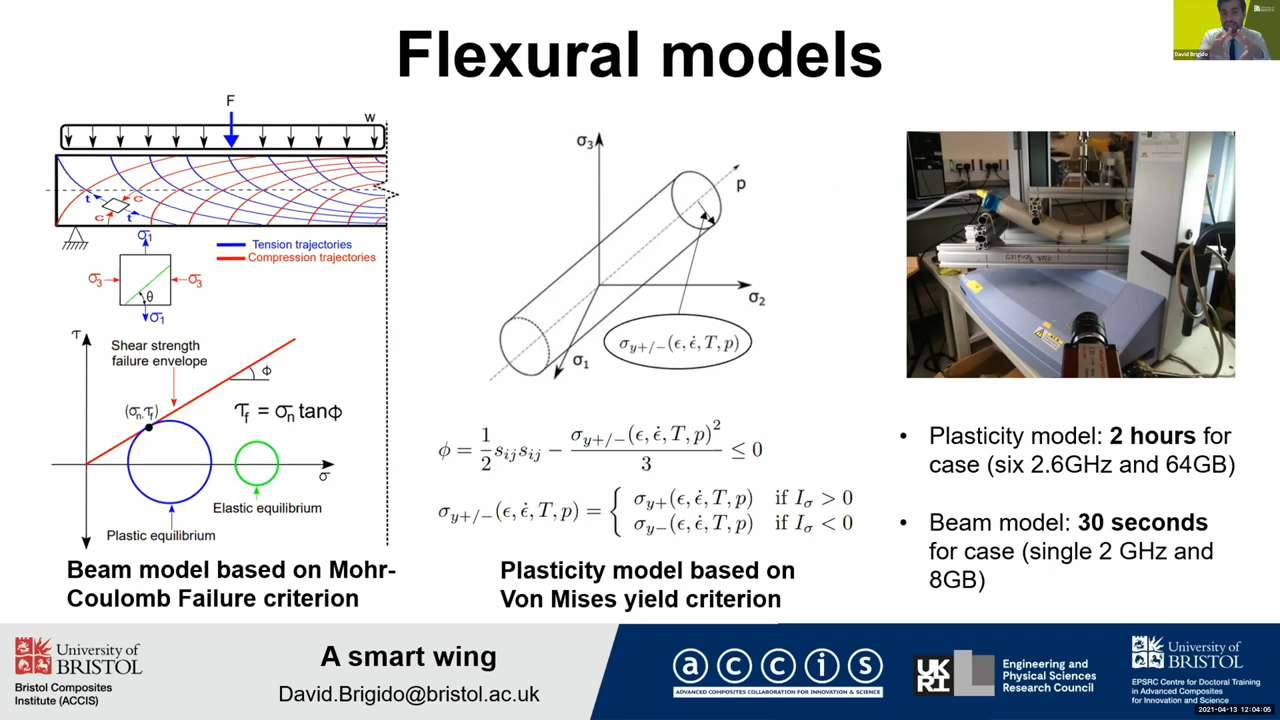 Flexural models
David Brigido
University of
BRISTOL
F
w
t
c
c
t
σ1
σ3
σ3
θ
σ1
Tension trajectories
Compression trajectories
τ
Shear strength
failure envelope
ϕ
(σn,τf)
τf = σn tanϕ
σ
Elastic equilibrium
Plastic equilibrium
Beam model based on Mohr-
Coulomb Failure criterion
σ3
p
σ2
σ1
σy+/−(ϵ, ϵ̇, T, p)
ϕ = 1/2 sij sij − σy+/−(ϵ, ϵ̇, T, p)² / 3 ≤ 0
σy+/−(ϵ, ϵ̇, T, p) = { σy+(ϵ, ϵ̇, T, p) if Iσ > 0
σy−(ϵ, ϵ̇, T, p) if Iσ < 0
Plasticity model based on
Von Mises yield criterion
• Plasticity model: 2 hours for
case (six 2.6GHz and 64GB)
• Beam model: 30 seconds
for case (single 2 GHz and
8GB)
University of
BRISTOL
Bristol Composites
Institute (ACCIS)
A smart wing
David.Brigido@bristol.ac.uk
accis
ADVANCED COMPOSITES COLLABORATION FOR INNOVATION & SCIENCE
UKRI
Engineering and
Physical Sciences
Research Council
University of
BRISTOL
EPSRC Centre for Doctoral Training
in Advanced Composites
for Innovation and Science
2021-04-13 12:04:05